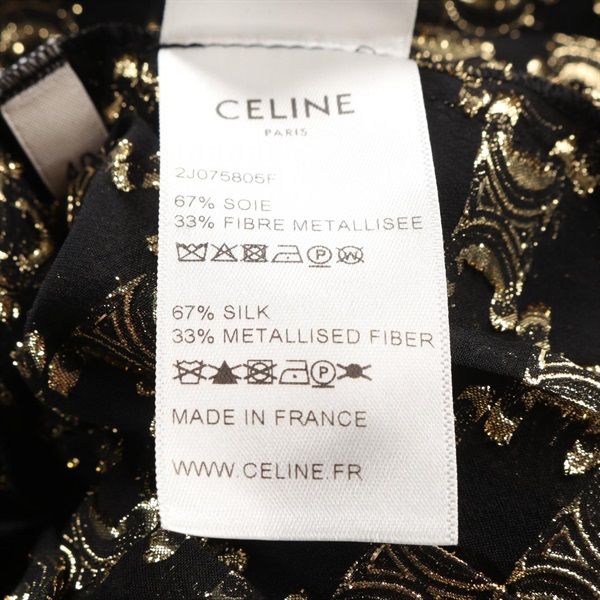 CELINE
PARIS
2J075805F
67% SOIE
33% FIBRE METALLISEE
67% SILK
33% METALLISED FIBER
MADE IN FRANCE
WWW.CELINE.FR